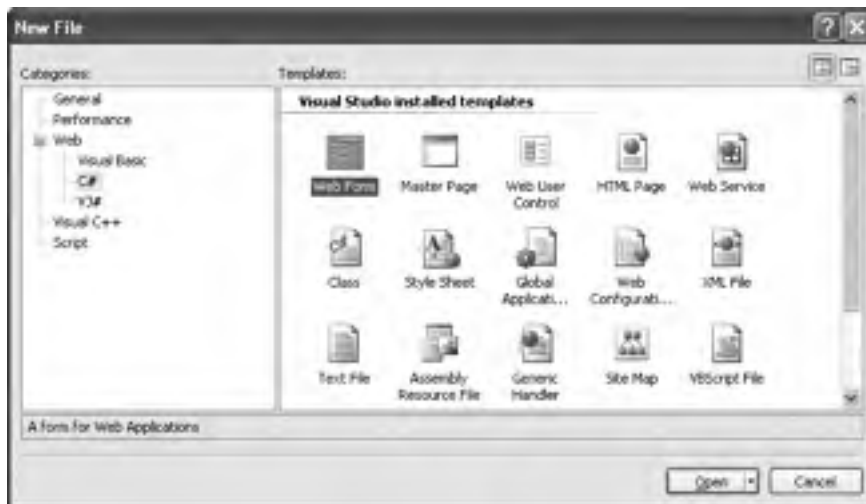 New File
Categories:
Templates:
General
Performance
Web
Visual Basic
C#
VJ#
Visual C++
Script
Visual Studio installed templates
Web Form
Master Page
Web User
Control
HTML Page
Web Service
Class
Style Sheet
Global
Applicati...
Web
Configurati...
XML File
Text File
Assembly
Resource File
Generic
Handler
Site Map
VBScript File
A form for Web Applications
Open
Cancel